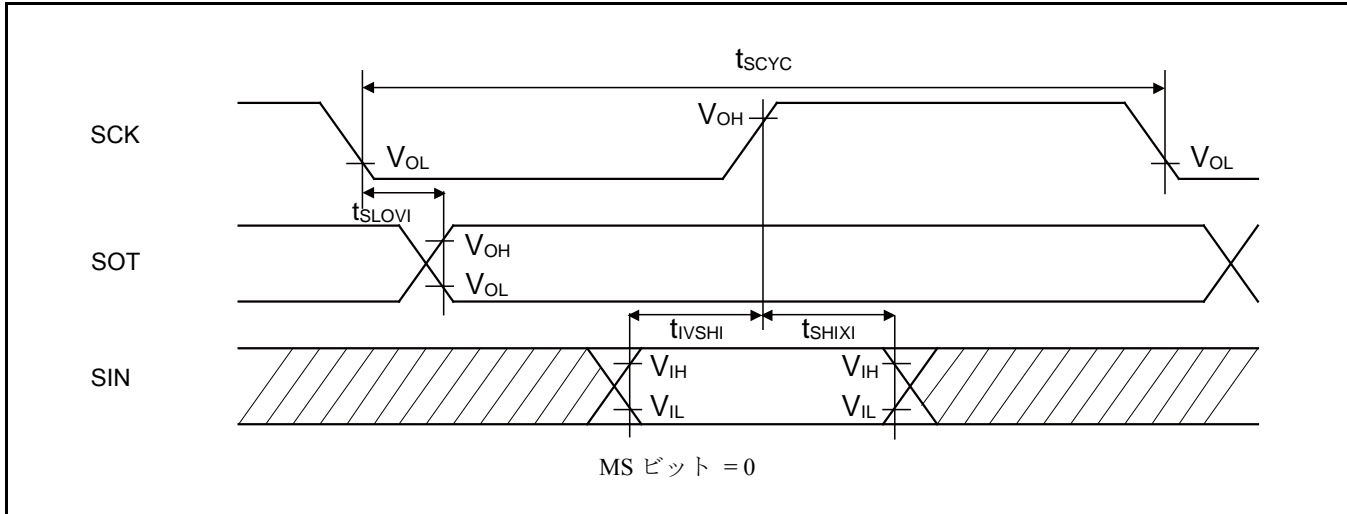 tSCYC
SCK
VOH
VOL
VOL
tSLOVI
SOT
VOH
VOL
tIVSHI
tSHIXI
SIN
VIH
VIH
VIL
VIL
MS ビット = 0